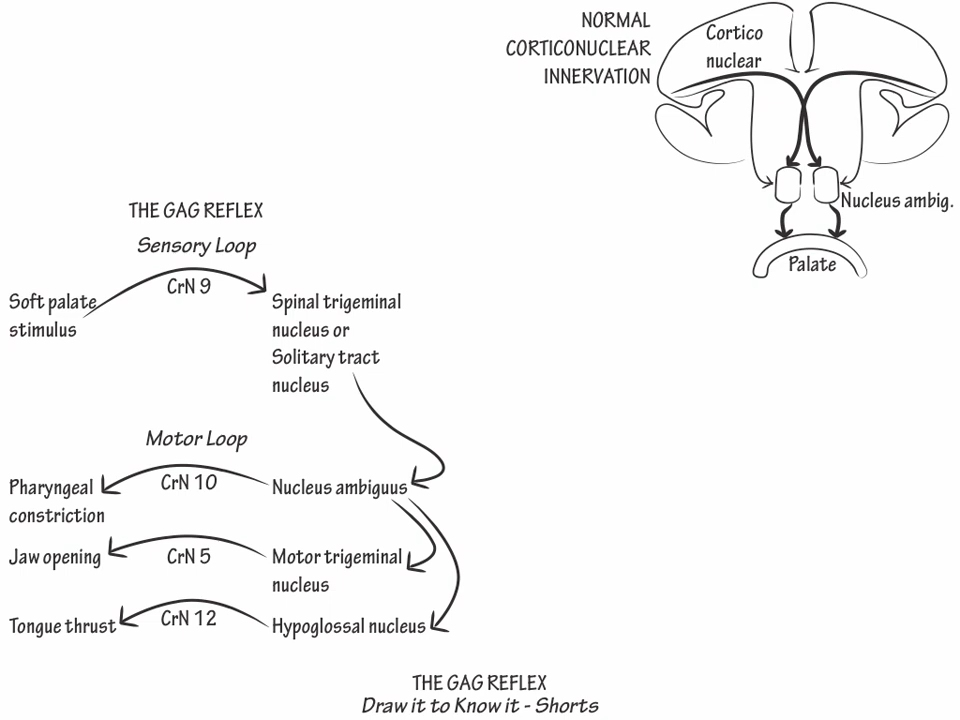 NORMAL
CORTICONUCLEAR
INNERVATION
Cortico
nuclear
Nucleus ambig.
Palate
THE GAG REFLEX
Sensory Loop
CrN 9
Soft palate
stimulus
Spinal trigeminal
nucleus or
Solitary tract
nucleus
Motor Loop
CrN 10
Pharyngeal
constriction
Nucleus ambiguus
Jaw opening
CrN 5
Motor trigeminal
nucleus
Tongue thrust
CrN 12
Hypoglossal nucleus
THE GAG REFLEX
Draw it to Know it - Shorts